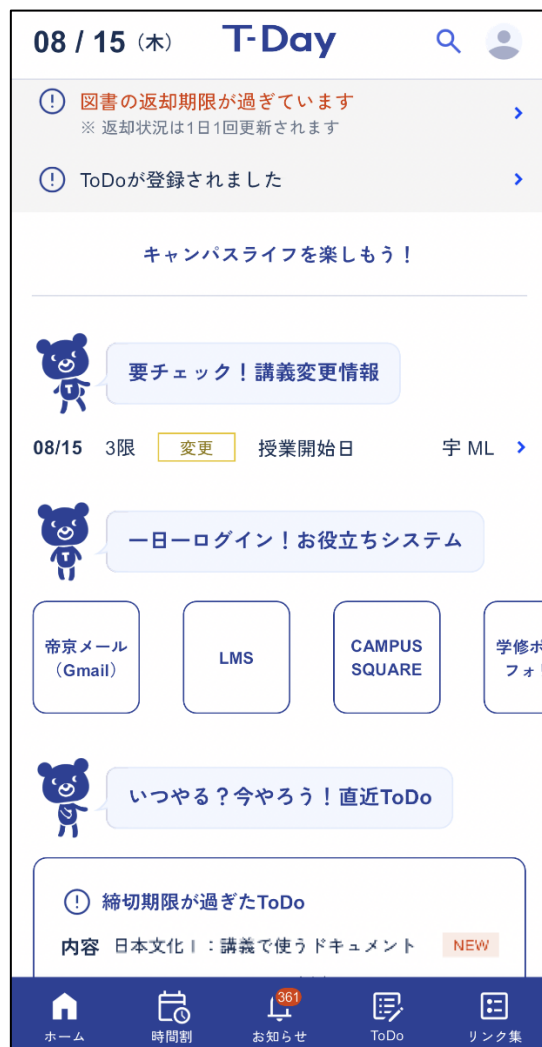 08 / 15 (木) T-Day
図書の返却期限が過ぎています
※ 返却状況は1日1回更新されます
ToDoが登録されました
キャンパスライフを楽しもう！
要チェック！講義変更情報
08/15 3限 変更 授業開始日 宇 ML
一日一ログイン！お役立ちシステム
帝京メール
（Gmail）
LMS
CAMPUS
SQUARE
学修ポ
フォ
いつやる？今やろう！直近ToDo
締切期限が過ぎたToDo
内容 日本文化Ⅰ：講義で使うドキュメント NEW
361
ホーム 時間割 お知らせ ToDo リンク集